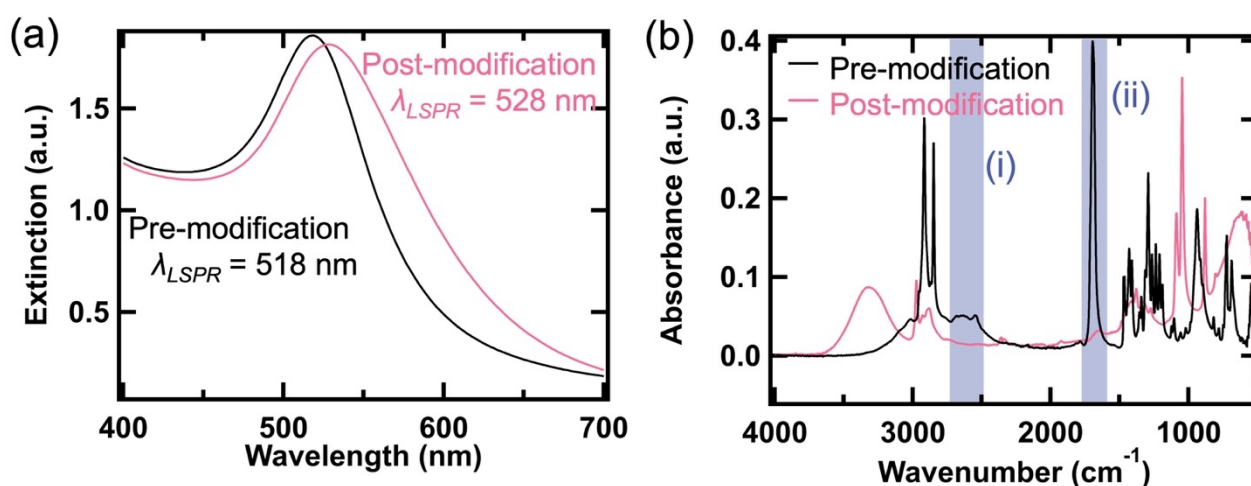 (a)
Extinction (a.u.)
1.5
1.0
0.5
Post-modification
λLSPR = 528 nm
Pre-modification
λLSPR = 518 nm
400
500
600
700
Wavelength (nm)
(b)
Absorbance (a.u.)
0.4
0.3
0.2
0.1
0.0
Pre-modification
Post-modification
(i)
(ii)
4000
3000
2000
1000
Wavenumber (cm-1)